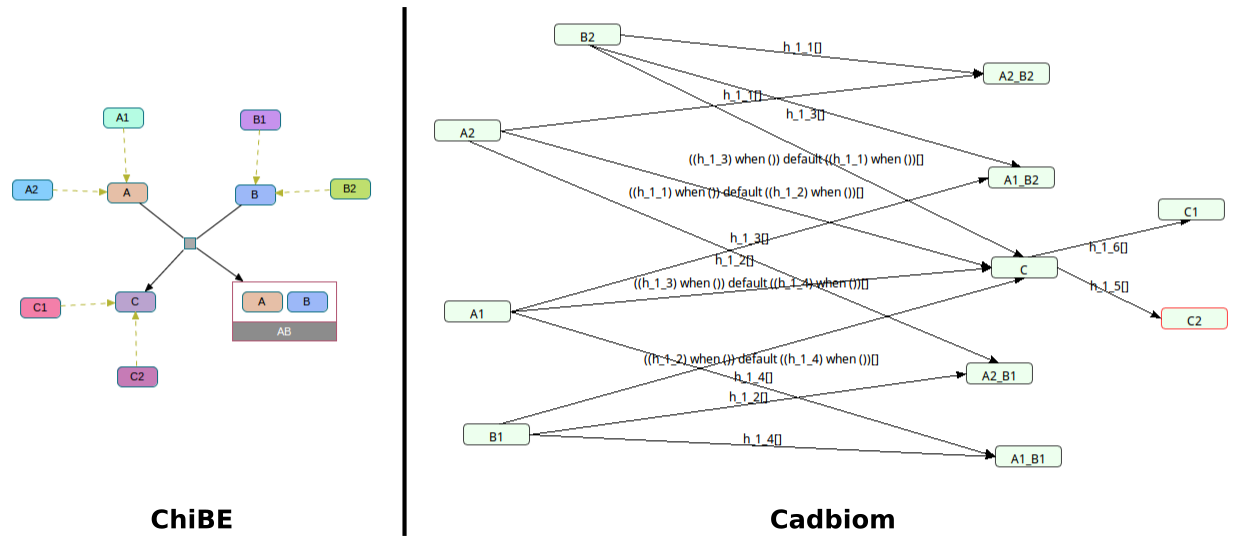 A1
B1
A2
A
B
B2
C1
C
A
B
AB
C2
ChiBE
B2
h_1_1[]
A2_B2
h_1_1[]
h_1_3[]
A2
((h_1_3) when ()) default ((h_1_1) when ())[]
A1_B2
((h_1_1) when ()) default ((h_1_2) when ())[]
C1
h_1_3[]
h_1_6[]
h_1_2[]
C
((h_1_3) when ()) default ((h_1_4) when ())[]
h_1_5[]
A1
C2
((h_1_2) when ()) default ((h_1_4) when ())[]
h_1_4[]
A2_B1
h_1_2[]
B1
h_1_4[]
A1_B1
Cadbiom